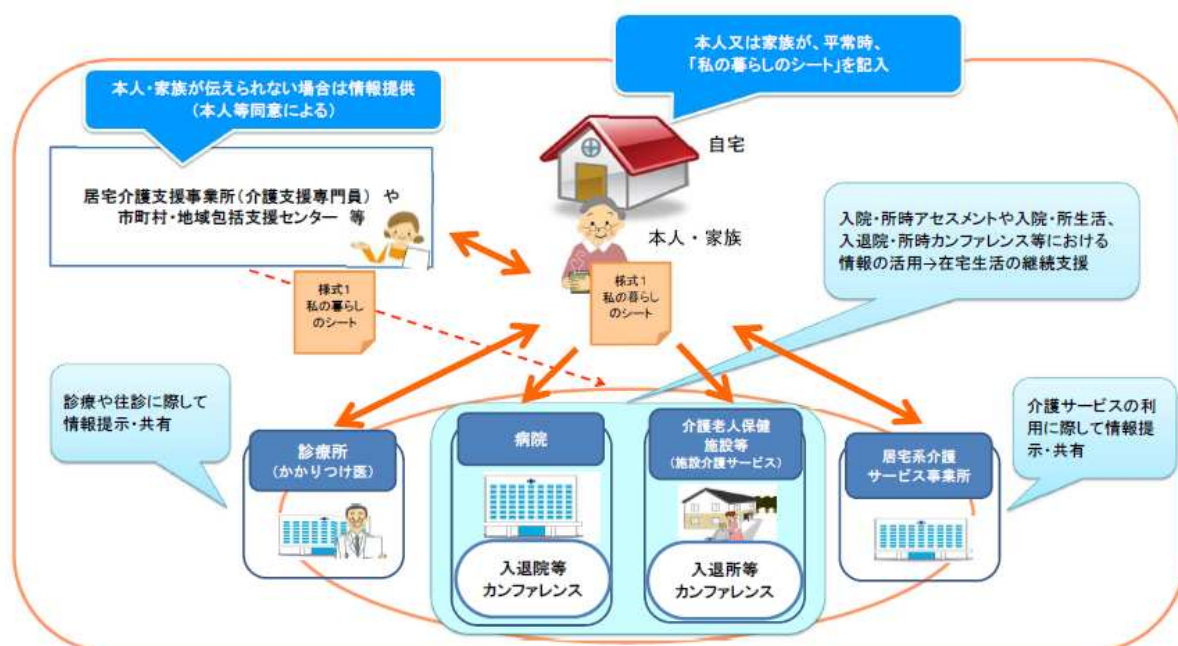 本人又は家族が、平常時、
「私の暮らしのシート」を記入
本人・家族が伝えられない場合は情報提供
(本人等同意による)
自宅
居宅介護支援事業所(介護支援専門員) や
市町村・地域包括支援センター 等
本人・家族
入院・所時アセスメントや入院・所生活、
入退院・所時カンファレンス等における
情報の活用→在宅生活の継続支援
様式1
私の暮らし
のシート
様式1
私の暮らし
のシート
診療や往診に際して
情報提示・共有
介護サービスの利
用に際して情報提
示・共有
診療所
(かかりつけ医)
病院
介護老人保健
施設等
(施設介護サービス)
居宅系介護
サービス事業所
入退院等
カンファレンス
入退所等
カンファレンス